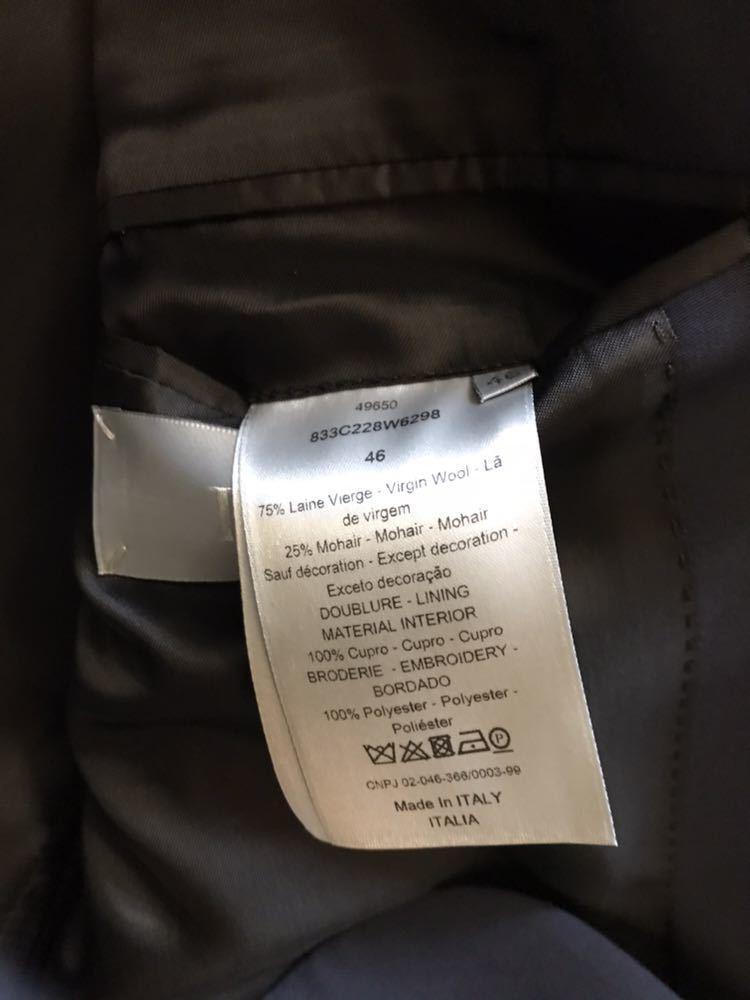 49650
833C228W6298
46
75% Laine Vierge - Virgin Wool - Lã
de virgem
25% Mohair - Mohair - Mohair
Sauf décoration - Except decoration -
Exceto decoração
DOUBLURE - LINING
MATERIAL INTERIOR
100% Cupro - Cupro - Cupro
BRODERIE - EMBROIDERY -
BORDADO
100% Polyester - Polyester -
Poliéster
P
CNPJ 02-046-366/0003-99
Made In ITALY
ITALIA